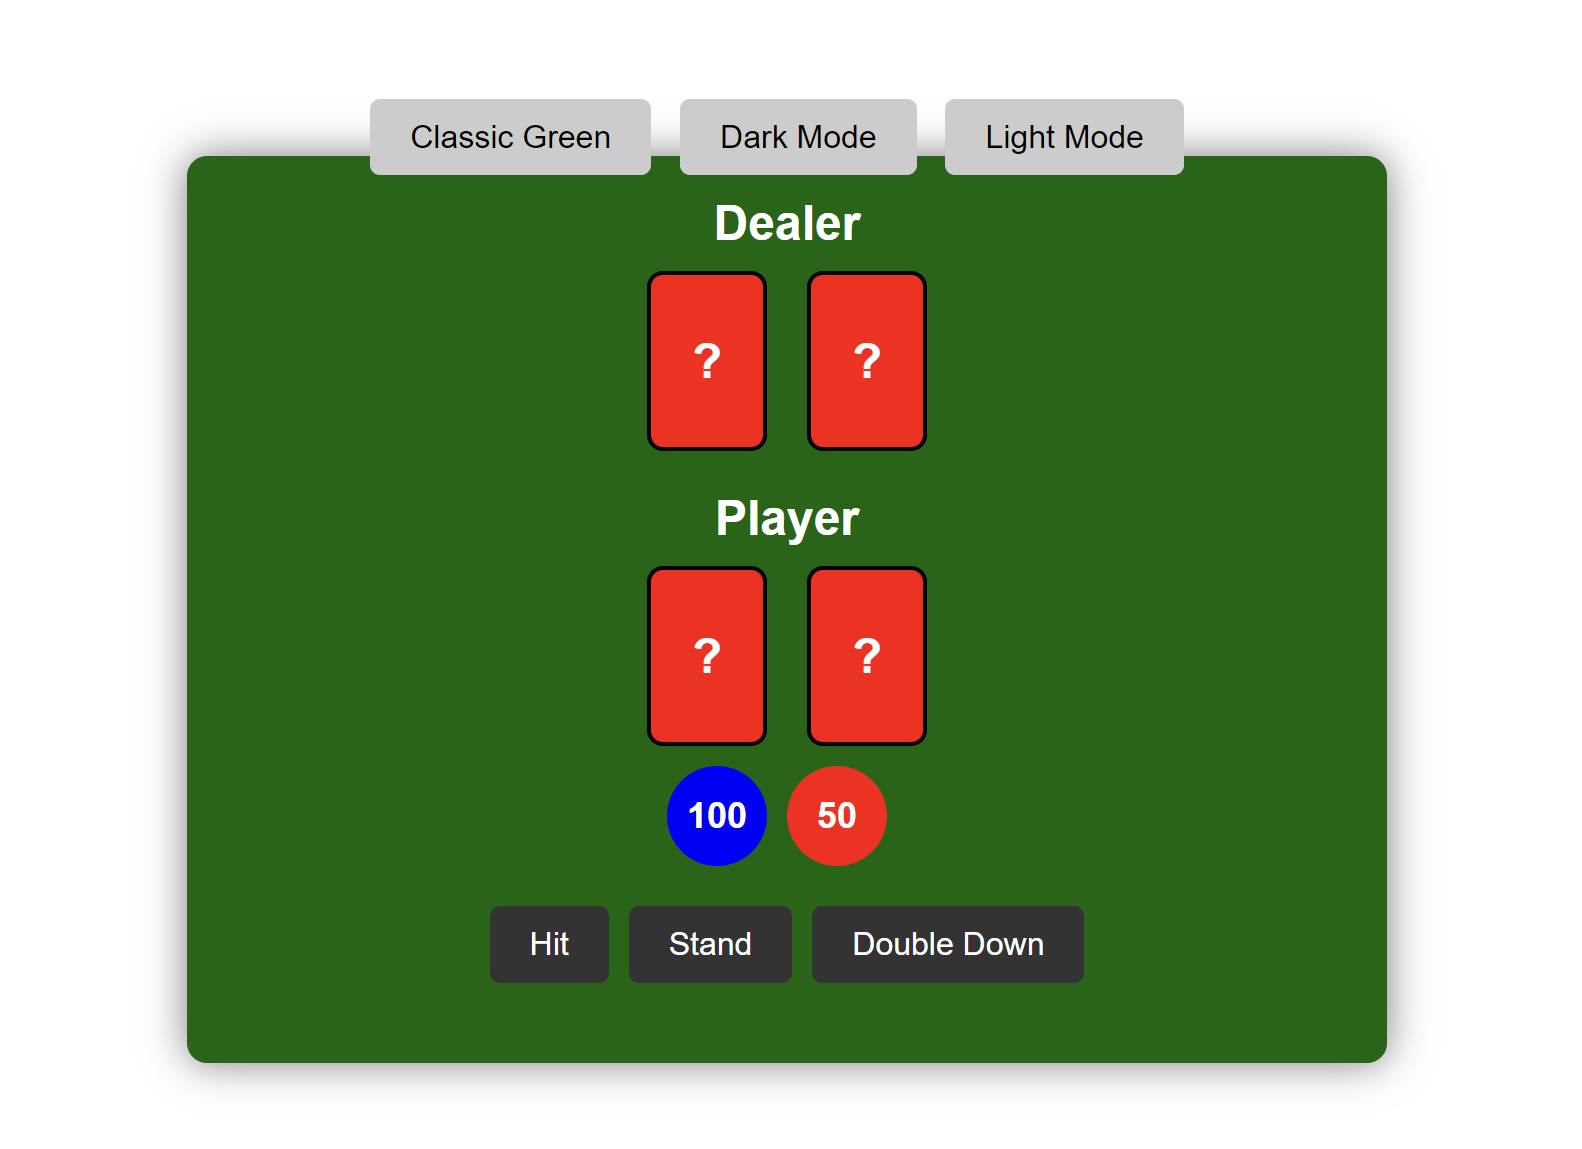 Classic Green Dark Mode Light Mode
Dealer
? ?
Player
? ?
100 50
Hit Stand Double Down